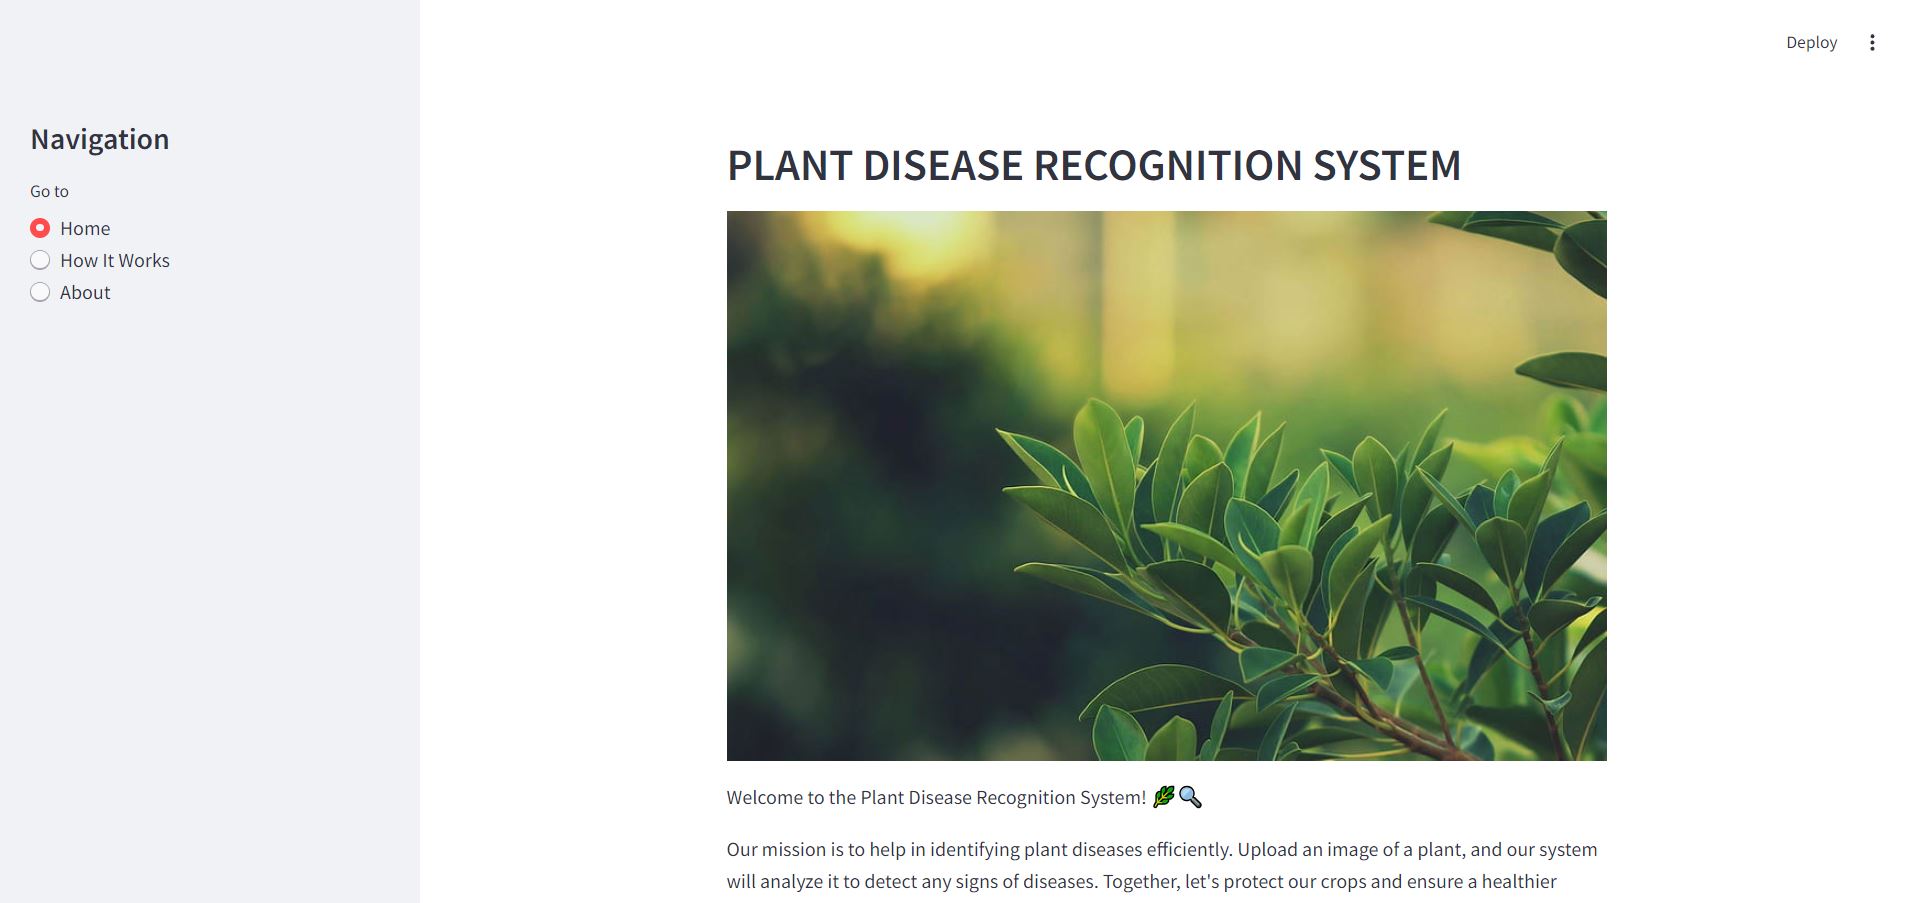 Deploy
Navigation
Go to
Home
How It Works
About
PLANT DISEASE RECOGNITION SYSTEM
Welcome to the Plant Disease Recognition System! 🌿🔍
Our mission is to help in identifying plant diseases efficiently. Upload an image of a plant, and our system
will analyze it to detect any signs of diseases. Together, let's protect our crops and ensure a healthier